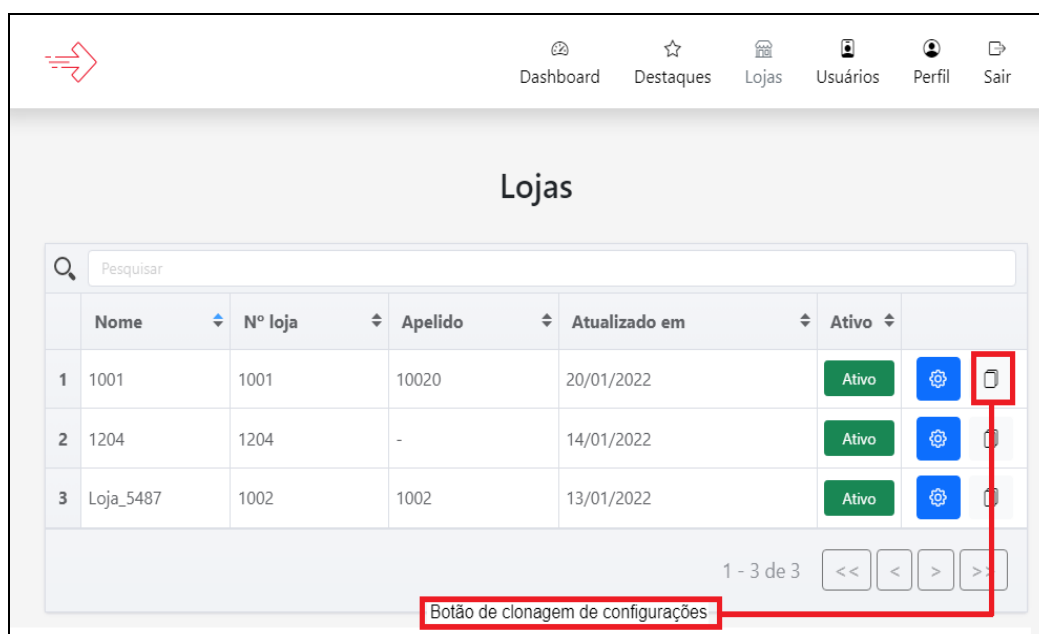 Dashboard Destaques Lojas Usuários Perfil Sair
Lojas
Pesquisar
Nome Nº loja Apelido Atualizado em Ativo
1 1001 1001 10020 20/01/2022 Ativo
2 1204 1204 - 14/01/2022 Ativo
3 Loja_5487 1002 1002 13/01/2022 Ativo
1 - 3 de 3 << < > >>
Botão de clonagem de configurações